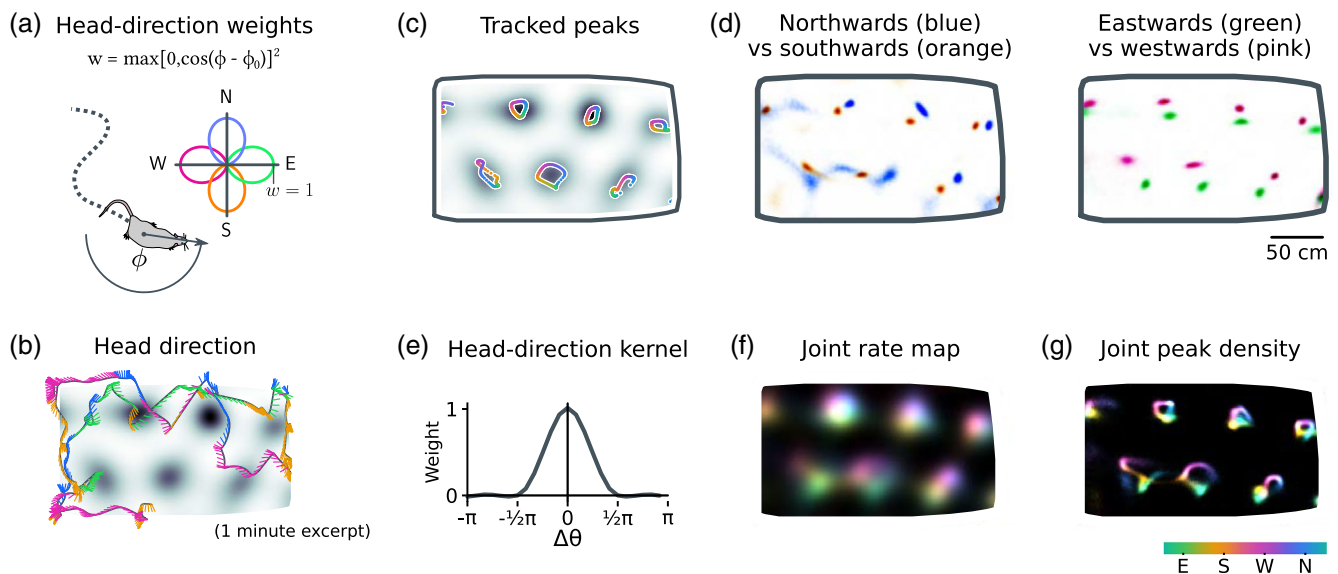 (a) Head-direction weights
w = max[0,cos(ϕ - ϕ₀)]²
N
W
E
w = 1
S
ϕ
(b) Head direction
(1 minute excerpt)
(c) Tracked peaks
(d) Northwards (blue)
vs southwards (orange)
Eastwards (green)
vs westwards (pink)
50 cm
(e) Head-direction kernel
Weight
1
0
-π -½π 0 ½π π
Δθ
(f) Joint rate map
(g) Joint peak density
E S W N